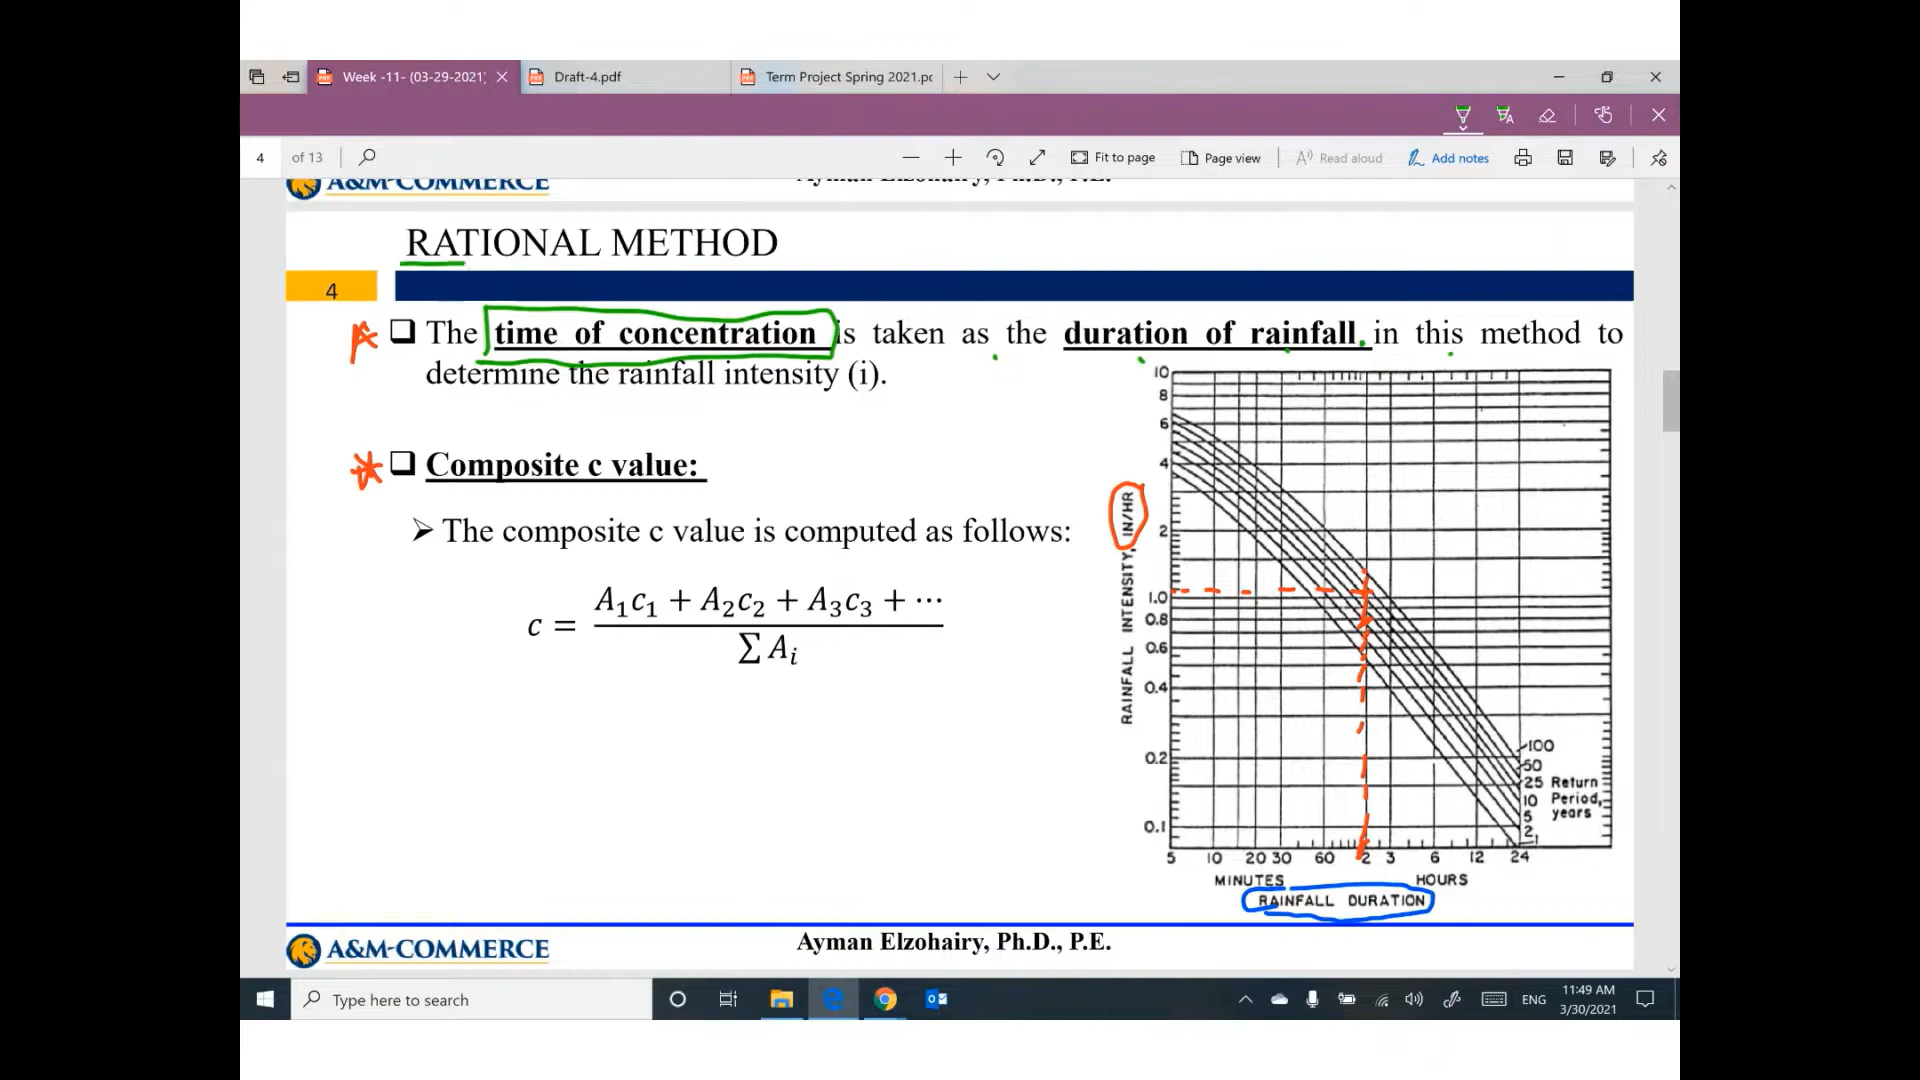 Week -11- (03-29-2021) Draft-4.pdf Term Project Spring 2021.pc
4 of 13 Fit to page Page view Read aloud Add notes
A&M-COMMERCE Ayman Elzohairy, Ph.D., P.E.
RATIONAL METHOD
4
The time of concentration is taken as the duration of rainfall in this method to
determine the rainfall intensity (i).
Composite c value:
The composite c value is computed as follows:
c = A₁c₁ + A₂c₂ + A₃c₃ + ⋯ / ∑ Aᵢ
RAINFALL INTENSITY, IN/HR
10
8
6
4
2
1.0
0.8
0.6
0.4
0.2
0.1
100
50
25 Return
10 Period,
5 years
2
1
5 10 20 30 60 2 3 6 12 24
MINUTES HOURS
RAINFALL DURATION
A&M-COMMERCE Ayman Elzohairy, Ph.D., P.E.
Type here to search ENG 11:49 AM
3/30/2021